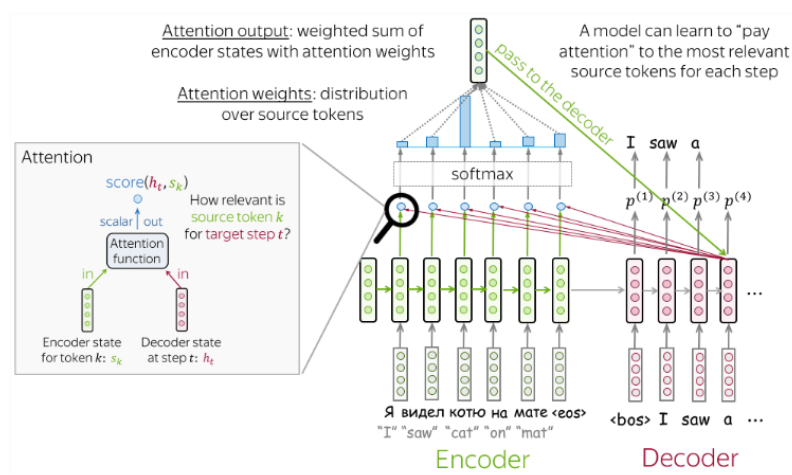 Attention output: weighted sum of
encoder states with attention weights
A model can learn to “pay
attention” to the most relevant
source tokens for each step
Attention weights: distribution
over source tokens
pass to the decoder
I saw a
softmax
p(1) p(2) p(3) p(4)
Attention
score(hₜ, sₖ)
scalar out
How relevant is
source token k
for target step t?
Attention
function
in in
Encoder state
for token k: sₖ
Decoder state
at step t: hₜ
...
Я видел котю на мате <eos>
"I" "saw" "cat" "on" "mat"
<bos> I saw a ...
Encoder
Decoder